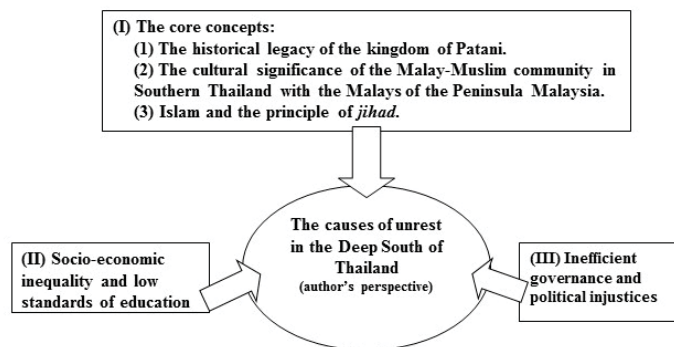 (I) The core concepts:
(1) The historical legacy of the kingdom of Patani.
(2) The cultural significance of the Malay-Muslim community in
Southern Thailand with the Malays of the Peninsula Malaysia.
(3) Islam and the principle of jihad.
The causes of unrest
in the Deep South of
Thailand
(author's perspective)
(II) Socio-economic
inequality and low
standards of education
(III) Inefficient
governance and
political injustices